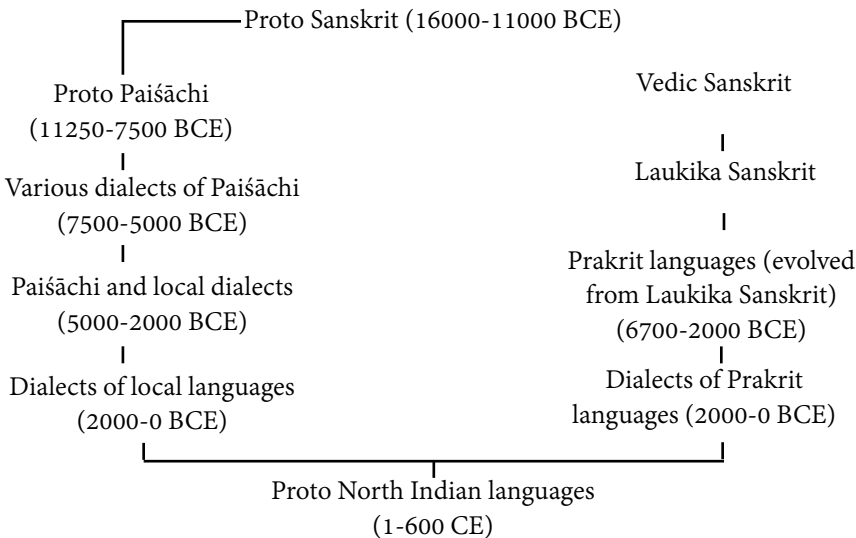 Proto Sanskrit (16000-11000 BCE)
Proto Paiśāchi
(11250-7500 BCE)
Various dialects of Paiśāchi
(7500-5000 BCE)
Paiśāchi and local dialects
(5000-2000 BCE)
Dialects of local languages
(2000-0 BCE)
Vedic Sanskrit
Laukika Sanskrit
Prakrit languages (evolved
from Laukika Sanskrit)
(6700-2000 BCE)
Dialects of Prakrit
languages (2000-0 BCE)
Proto North Indian languages
(1-600 CE)